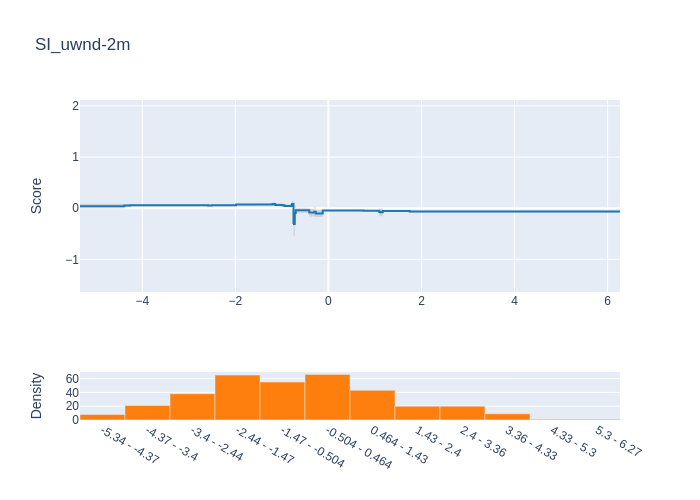 SI_uwnd-2m
Score
2
1
0
−1
−4
−2
0
2
4
6
Density
60
40
20
0
-5.34 - -4.37
-4.37 - -3.4
-3.4 - -2.44
-2.44 - -1.47
-1.47 - -0.504
-0.504 - 0.464
0.464 - 1.43
1.43 - 2.4
2.4 - 3.36
3.36 - 4.33
4.33 - 5.3
5.3 - 6.27